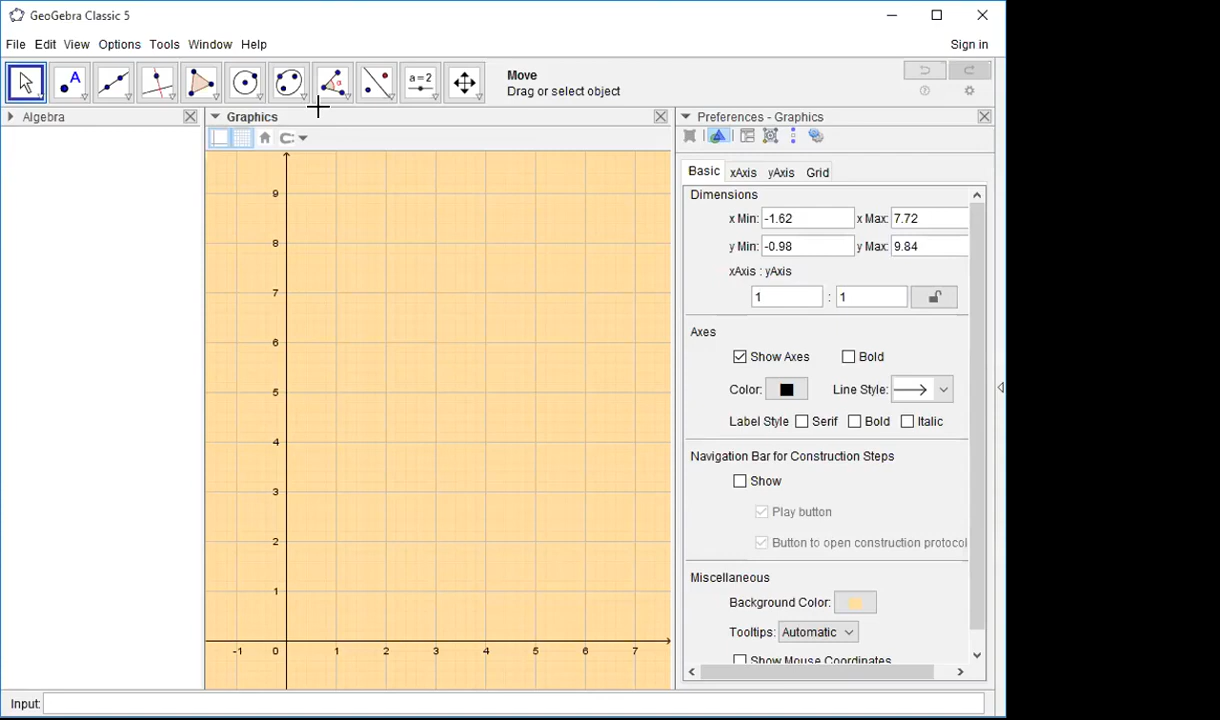 GeoGebra Classic 5
File Edit View Options Tools Window Help Sign in
A
α
a=2
Move
Drag or select object
Algebra
Graphics
Preferences - Graphics
Basic xAxis yAxis Grid
Dimensions
x Min: -1.62 x Max: 7.72
y Min: -0.98 y Max: 9.84
xAxis : yAxis
1 : 1
Axes
Show Axes Bold
Color: Line Style:
Label Style Serif Bold Italic
Navigation Bar for Construction Steps
Show
Play button
Button to open construction protocol
Miscellaneous
Background Color:
Tooltips: Automatic
Show Mouse Coordinates
9
8
7
6
5
4
3
2
1
-1 0 1 2 3 4 5 6 7
Input: